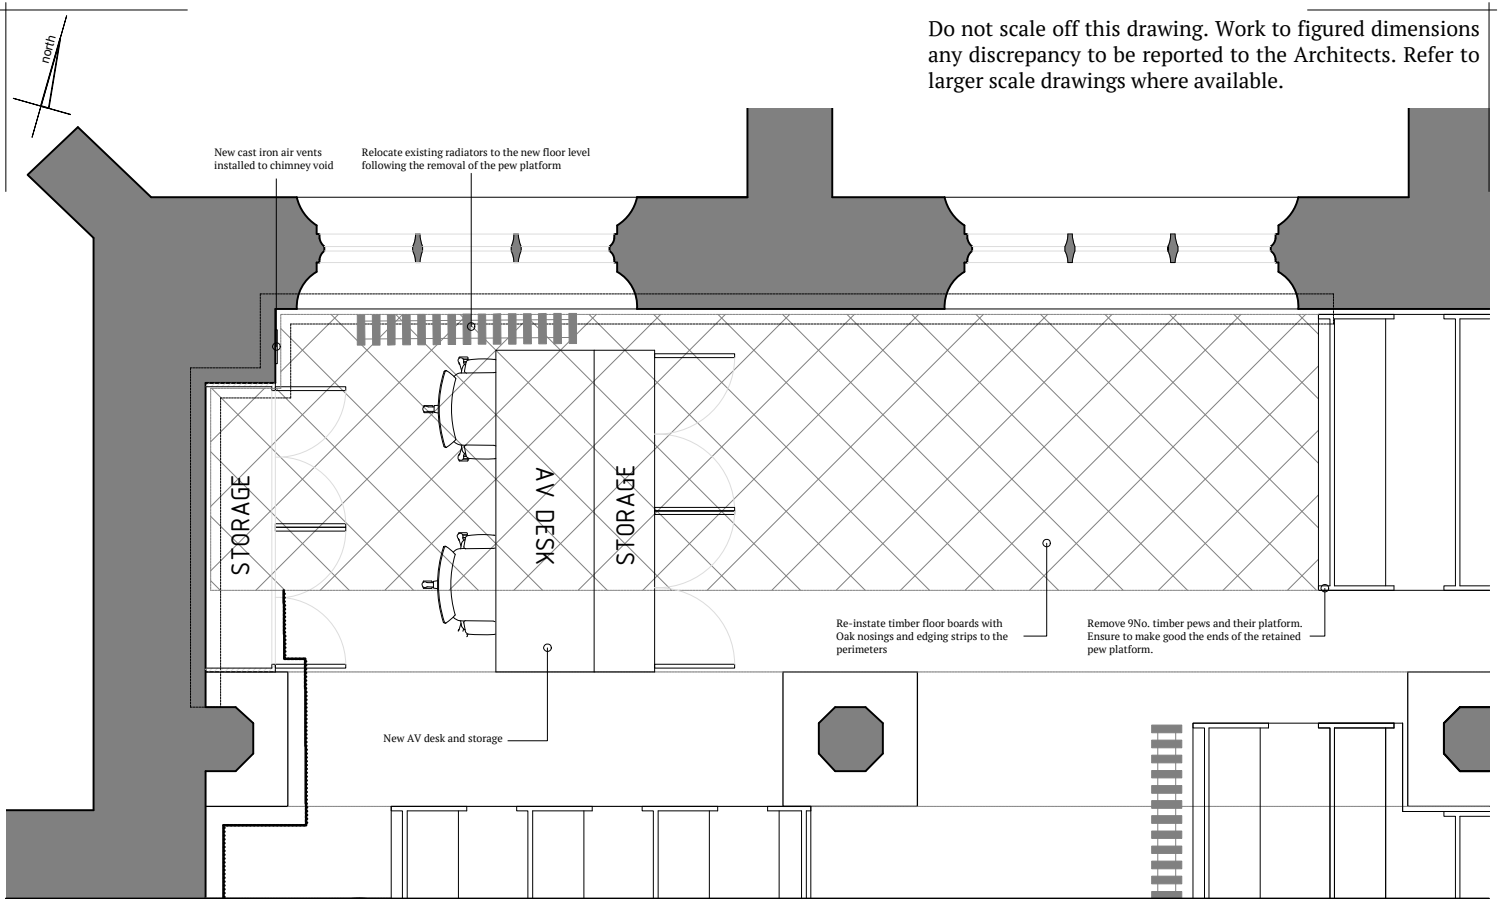 Do not scale off this drawing. Work to figured dimensions
any discrepancy to be reported to the Architects. Refer to
larger scale drawings where available.
north
New cast iron air vents
installed to chimney void
Relocate existing radiators to the new floor level
following the removal of the pew platform
STORAGE
AV DESK
STORAGE
Re-instate timber floor boards with
Oak nosings and edging strips to the
perimeters
Remove 9No. timber pews and their platform.
Ensure to make good the ends of the retained
pew platform.
New AV desk and storage